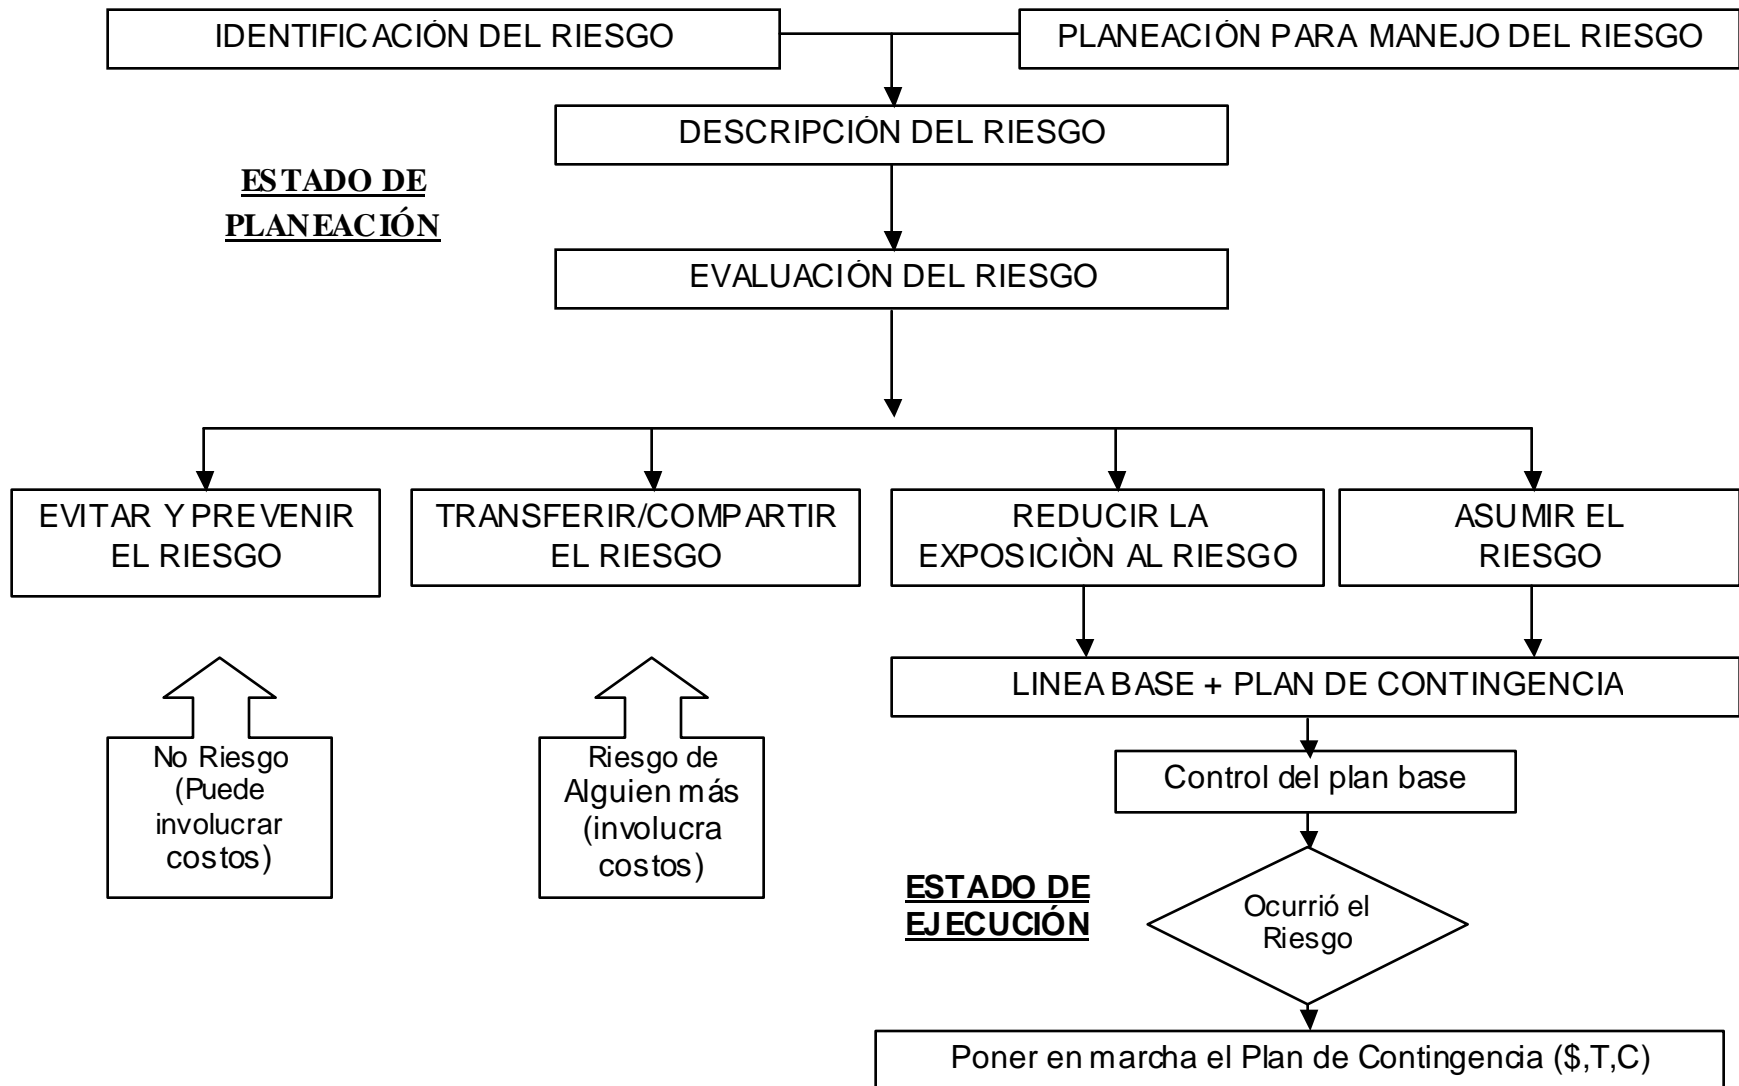 IDENTIFICACIÓN DEL RIESGO
PLANEACIÓN PARA MANEJO DEL RIESGO
DESCRIPCIÓN DEL RIESGO
ESTADO DE
PLANEACIÓN
EVALUACIÓN DEL RIESGO
EVITAR Y PREVENIR
EL RIESGO
TRANSFERIR/COMPARTIR
EL RIESGO
REDUCIR LA
EXPOSICIÒN AL RIESGO
ASUMIR EL
RIESGO
LINEA BASE + PLAN DE CONTINGENCIA
No Riesgo
(Puede
involucrar
costos)
Riesgo de
Alguien más
(involucra
costos)
Control del plan base
ESTADO DE
EJECUCIÓN
Ocurrió el
Riesgo
Poner en marcha el Plan de Contingencia ($,T,C)